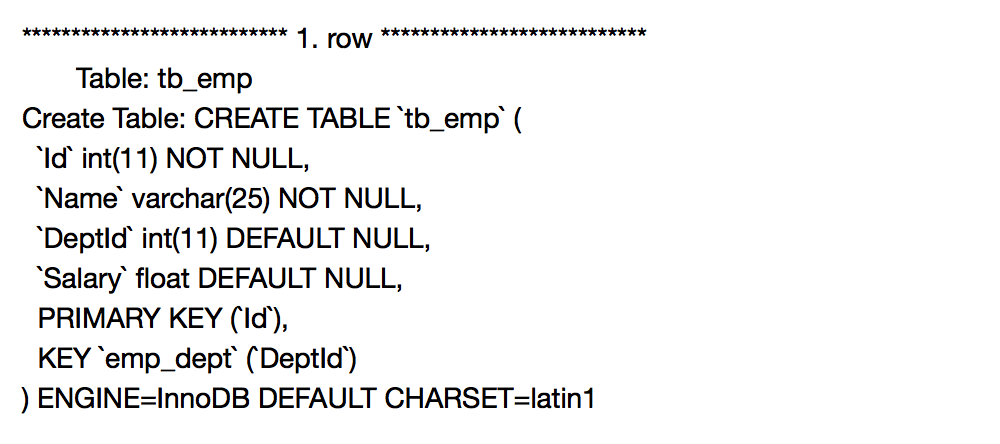 *************************** 1. row ***************************
Table: tb_emp
Create Table: CREATE TABLE `tb_emp` (
`Id` int(11) NOT NULL,
`Name` varchar(25) NOT NULL,
`DeptId` int(11) DEFAULT NULL,
`Salary` float DEFAULT NULL,
PRIMARY KEY (`Id`),
KEY `emp_dept` (`DeptId`)
) ENGINE=InnoDB DEFAULT CHARSET=latin1